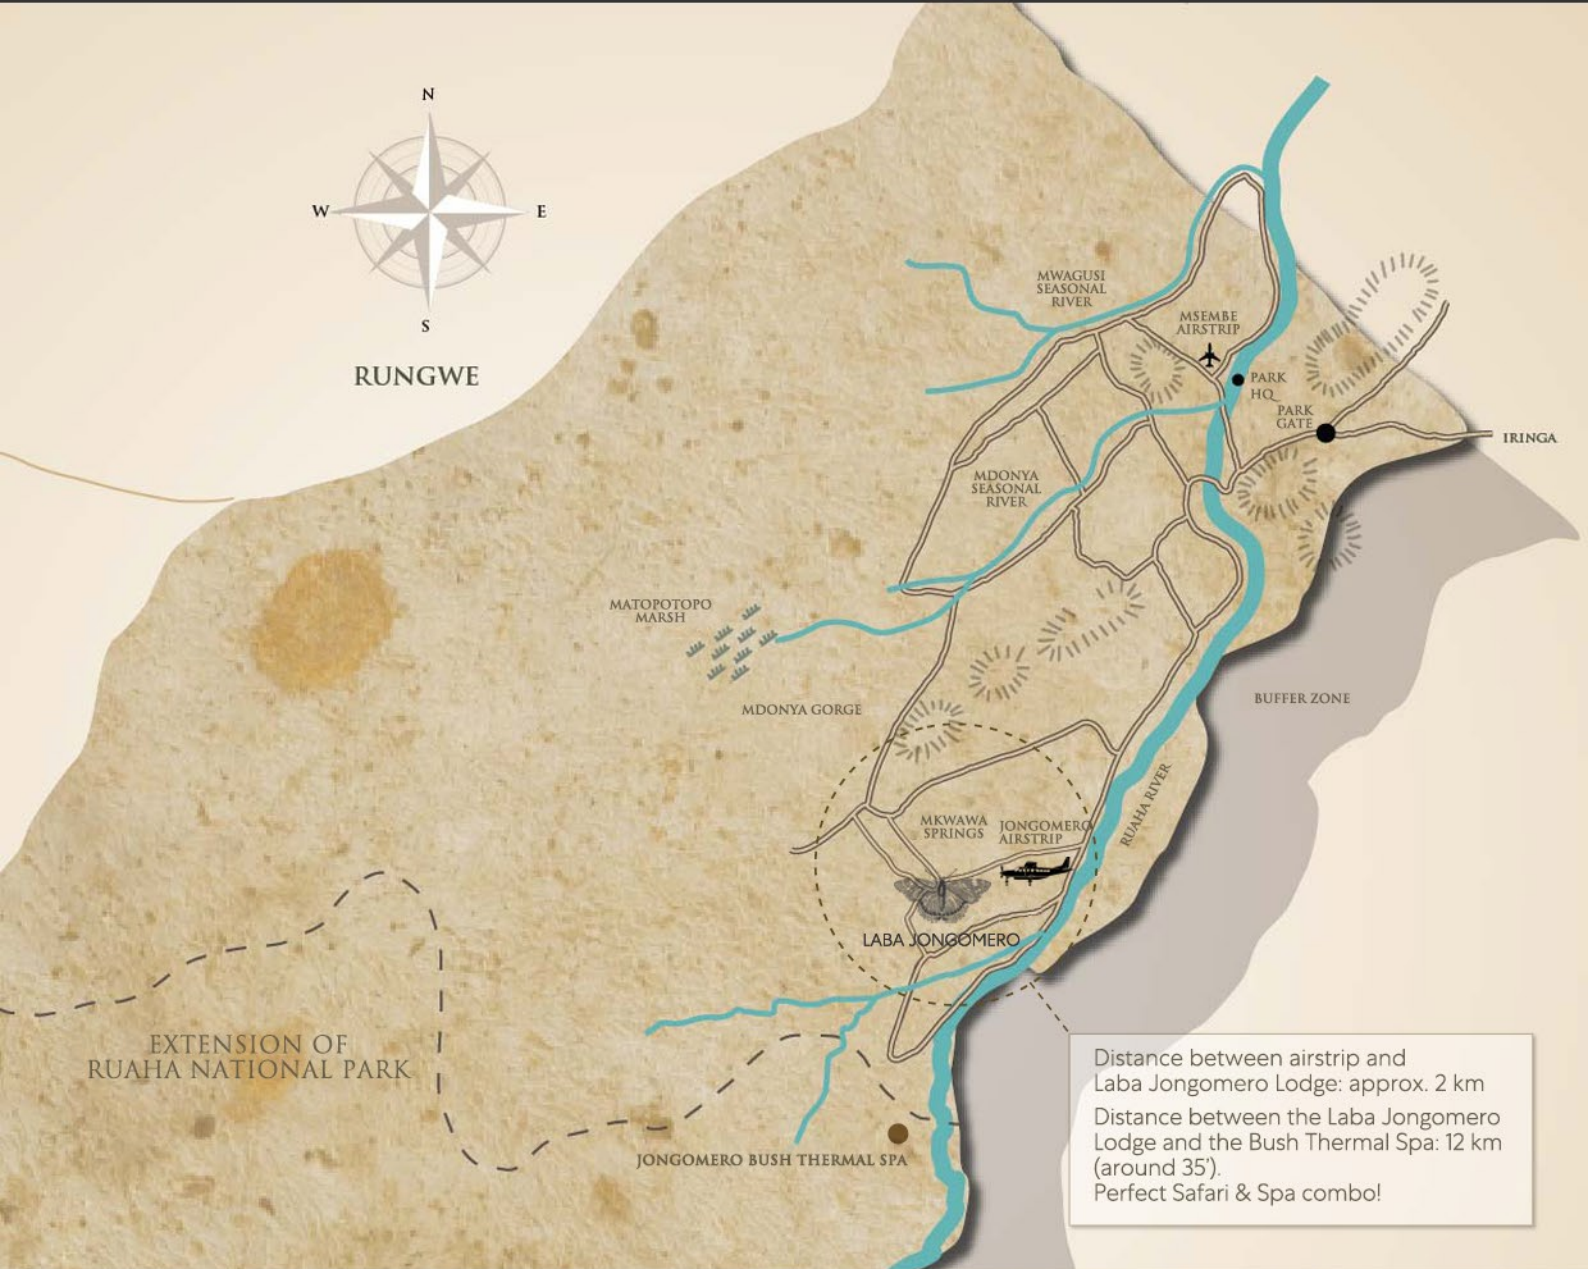 N
W
E
S
RUNGWE
MWAGUSI
SEASONAL
RIVER
MSEMBE
AIRSTRIP
PARK
HQ
PARK
GATE
IRINGA
MDONYA
SEASONAL
RIVER
MATOPOTOPO
MARSH
MDONYA GORGE
BUFFER ZONE
RUAHA RIVER
MKWAWA
SPRINGS
JONGOMERO
AIRSTRIP
LABA JONGOMERO
EXTENSION OF
RUAHA NATIONAL PARK
JONGOMERO BUSH THERMAL SPA
Distance between airstrip and
Laba Jongomero Lodge: approx. 2 km
Distance between the Laba Jongomero
Lodge and the Bush Thermal Spa: 12 km
(around 35').
Perfect Safari & Spa combo!